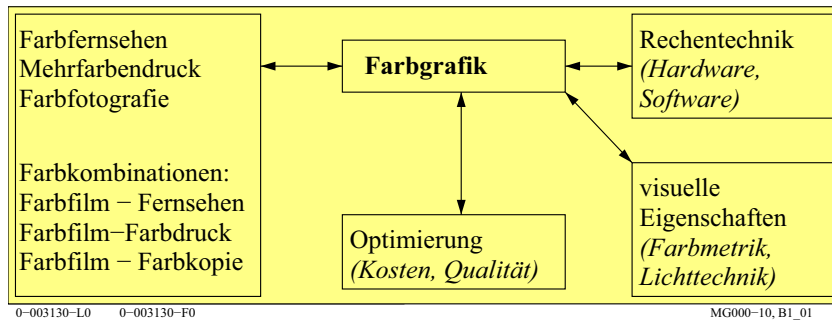 Farbfernsehen
Mehrfarbendruck
Farbfotografie
Farbkombinationen:
Farbfilm − Fernsehen
Farbfilm−Farbdruck
Farbfilm − Farbkopie
Farbgrafik
Optimierung
(Kosten, Qualität)
Rechentechnik
(Hardware,
Software)
visuelle
Eigenschaften
(Farbmetrik,
Lichttechnik)
0−003130−L0 0−003130−F0
MG000−10, B1_01